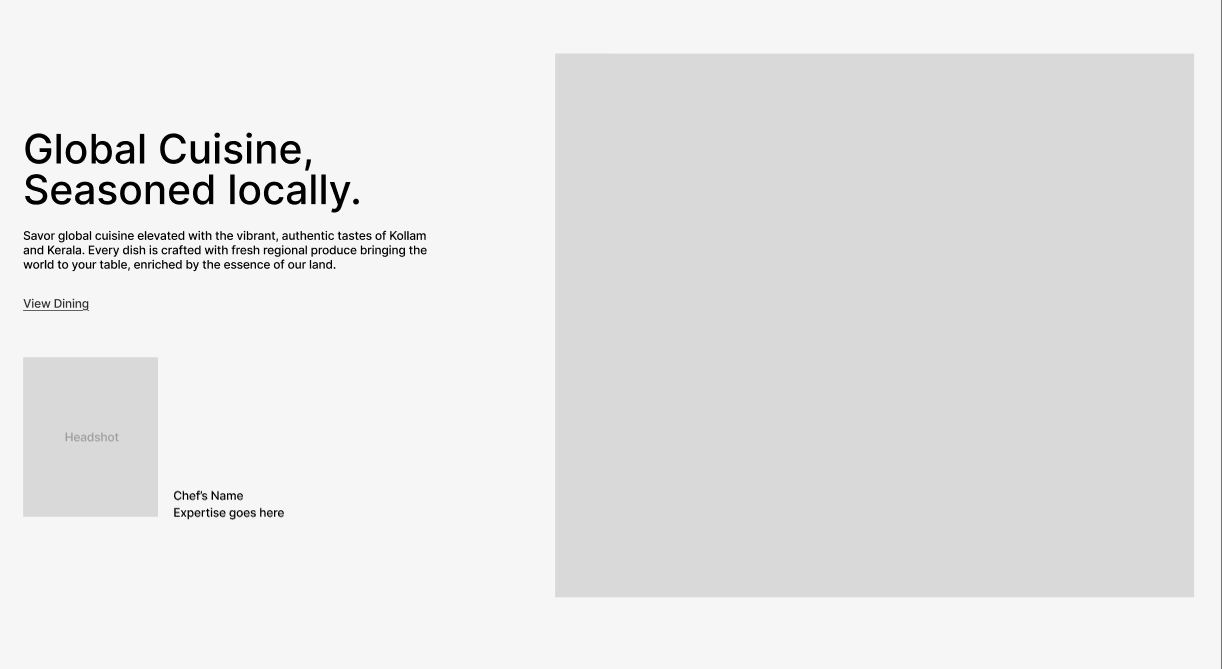 Global Cuisine,
Seasoned locally.
Savor global cuisine elevated with the vibrant, authentic tastes of Kollam
and Kerala. Every dish is crafted with fresh regional produce bringing the
world to your table, enriched by the essence of our land.
View Dining
Headshot
Chef's Name
Expertise goes here